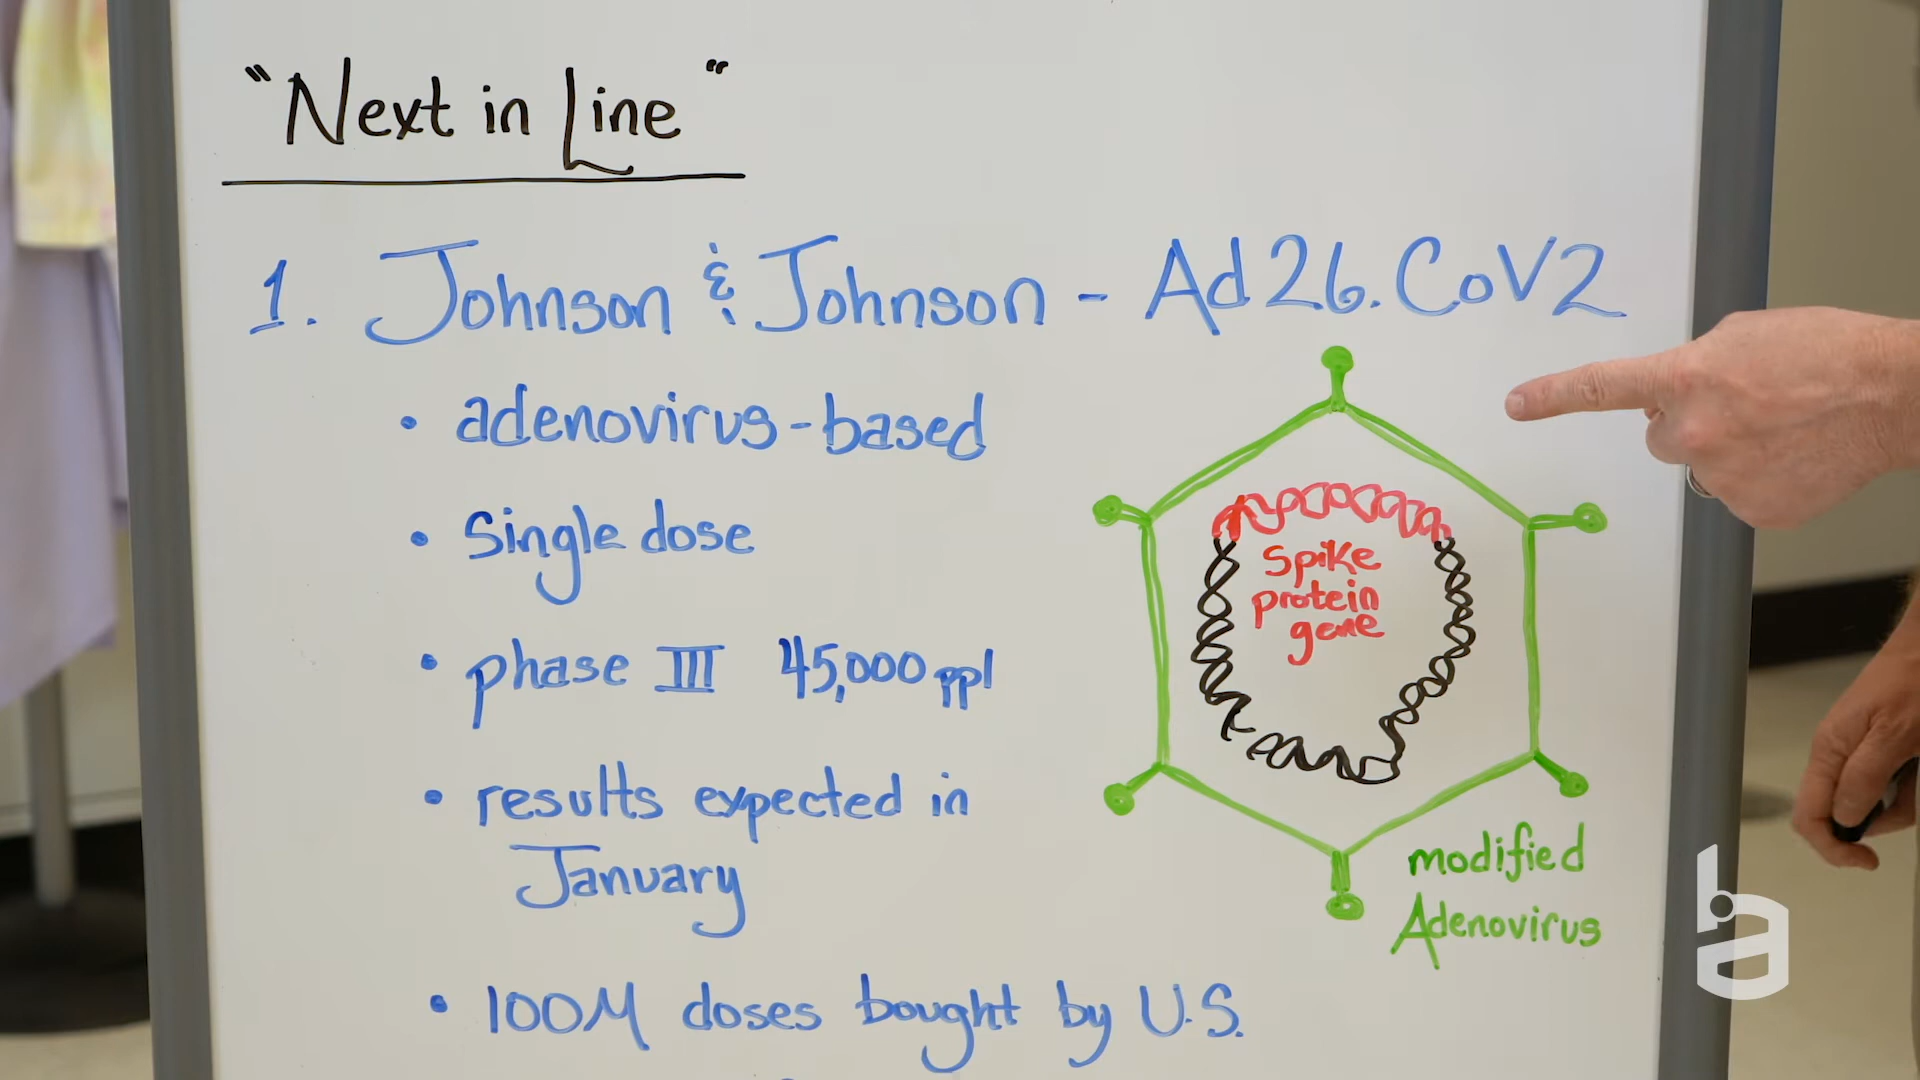 "Next in Line"
1. Johnson & Johnson - Ad26.CoV2
• adenovirus-based
• single dose
• phase III 45,000 ppl
• results expected in
January
• 100M doses bought by U.S.
spike
protein
gene
modified
Adenovirus
ba